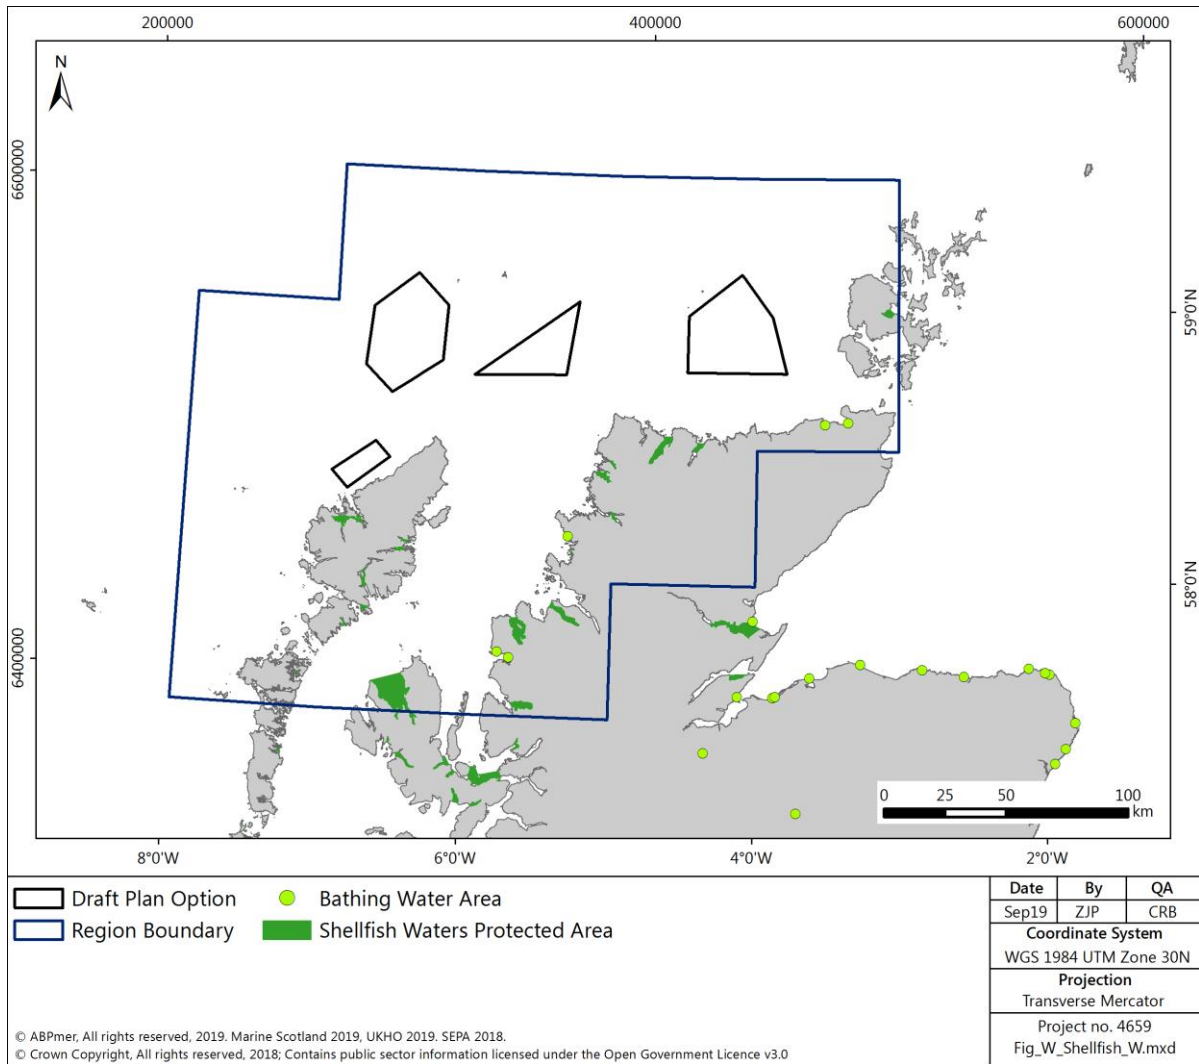 200000 400000 600000
N
6600000
6400000
59°0'N
58°0'N
0 25 50 100
km
8°0'W 6°0'W 4°0'W 2°0'W
Draft Plan Option Bathing Water Area
Region Boundary Shellfish Waters Protected Area
Date By QA
Sep19 ZJP CRB
Coordinate System
WGS 1984 UTM Zone 30N
Projection
Transverse Mercator
Project no. 4659
Fig_W_Shellfish_W.mxd
© ABPmer, All rights reserved, 2019. Marine Scotland 2019, UKHO 2019. SEPA 2018.
© Crown Copyright, All rights reserved, 2018; Contains public sector information licensed under the Open Government Licence v3.0